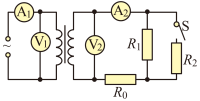 A₁
A₂
S
V₁
V₂
R₁
R₂
~
R₀